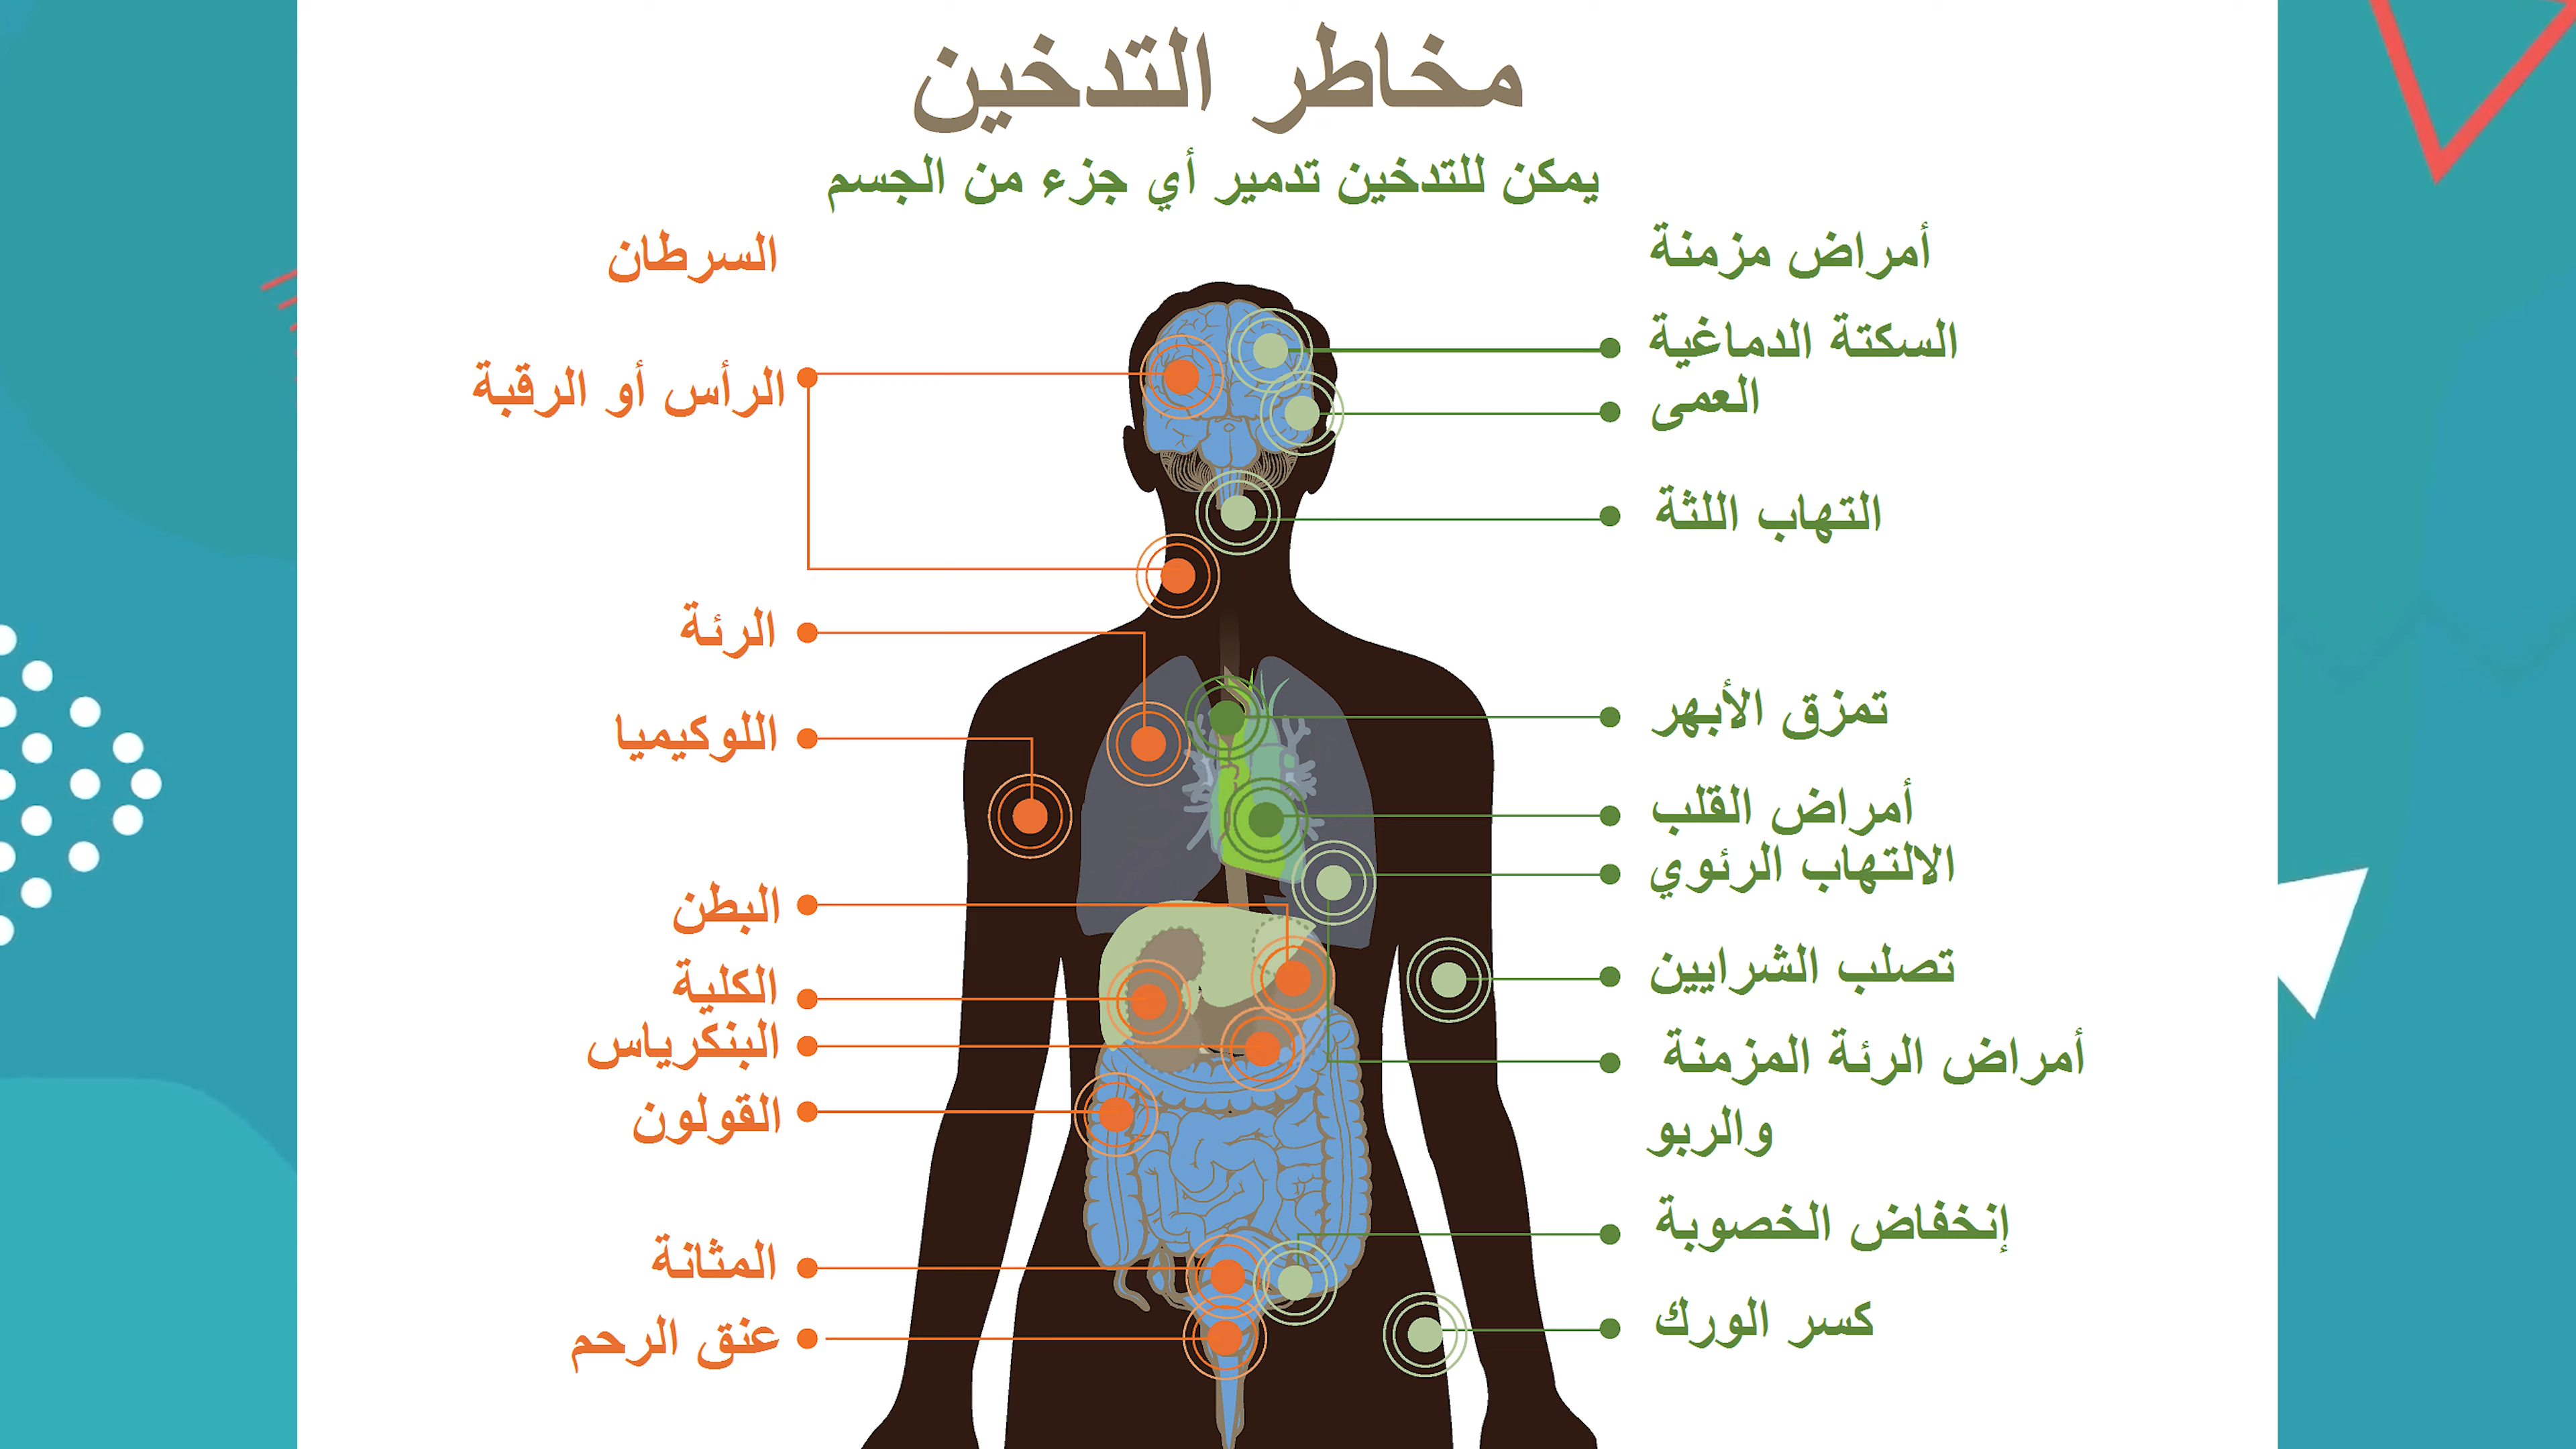 مخاطر التدخين
يمكن للتدخين تدمير أي جزء من الجسم
أمراض مزمنة
السكتة الدماغية
العمى
التهاب اللثة
تمزق الأبهر
أمراض القلب
الالتهاب الرئوي
تصلب الشرايين
أمراض الرئة المزمنة
والربو
إنخفاض الخصوبة
كسر الورك
السرطان
الرأس أو الرقبة
الرئة
اللوكيميا
البطن
الكلية
البنكرياس
القولون
المثانة
عنق الرحم